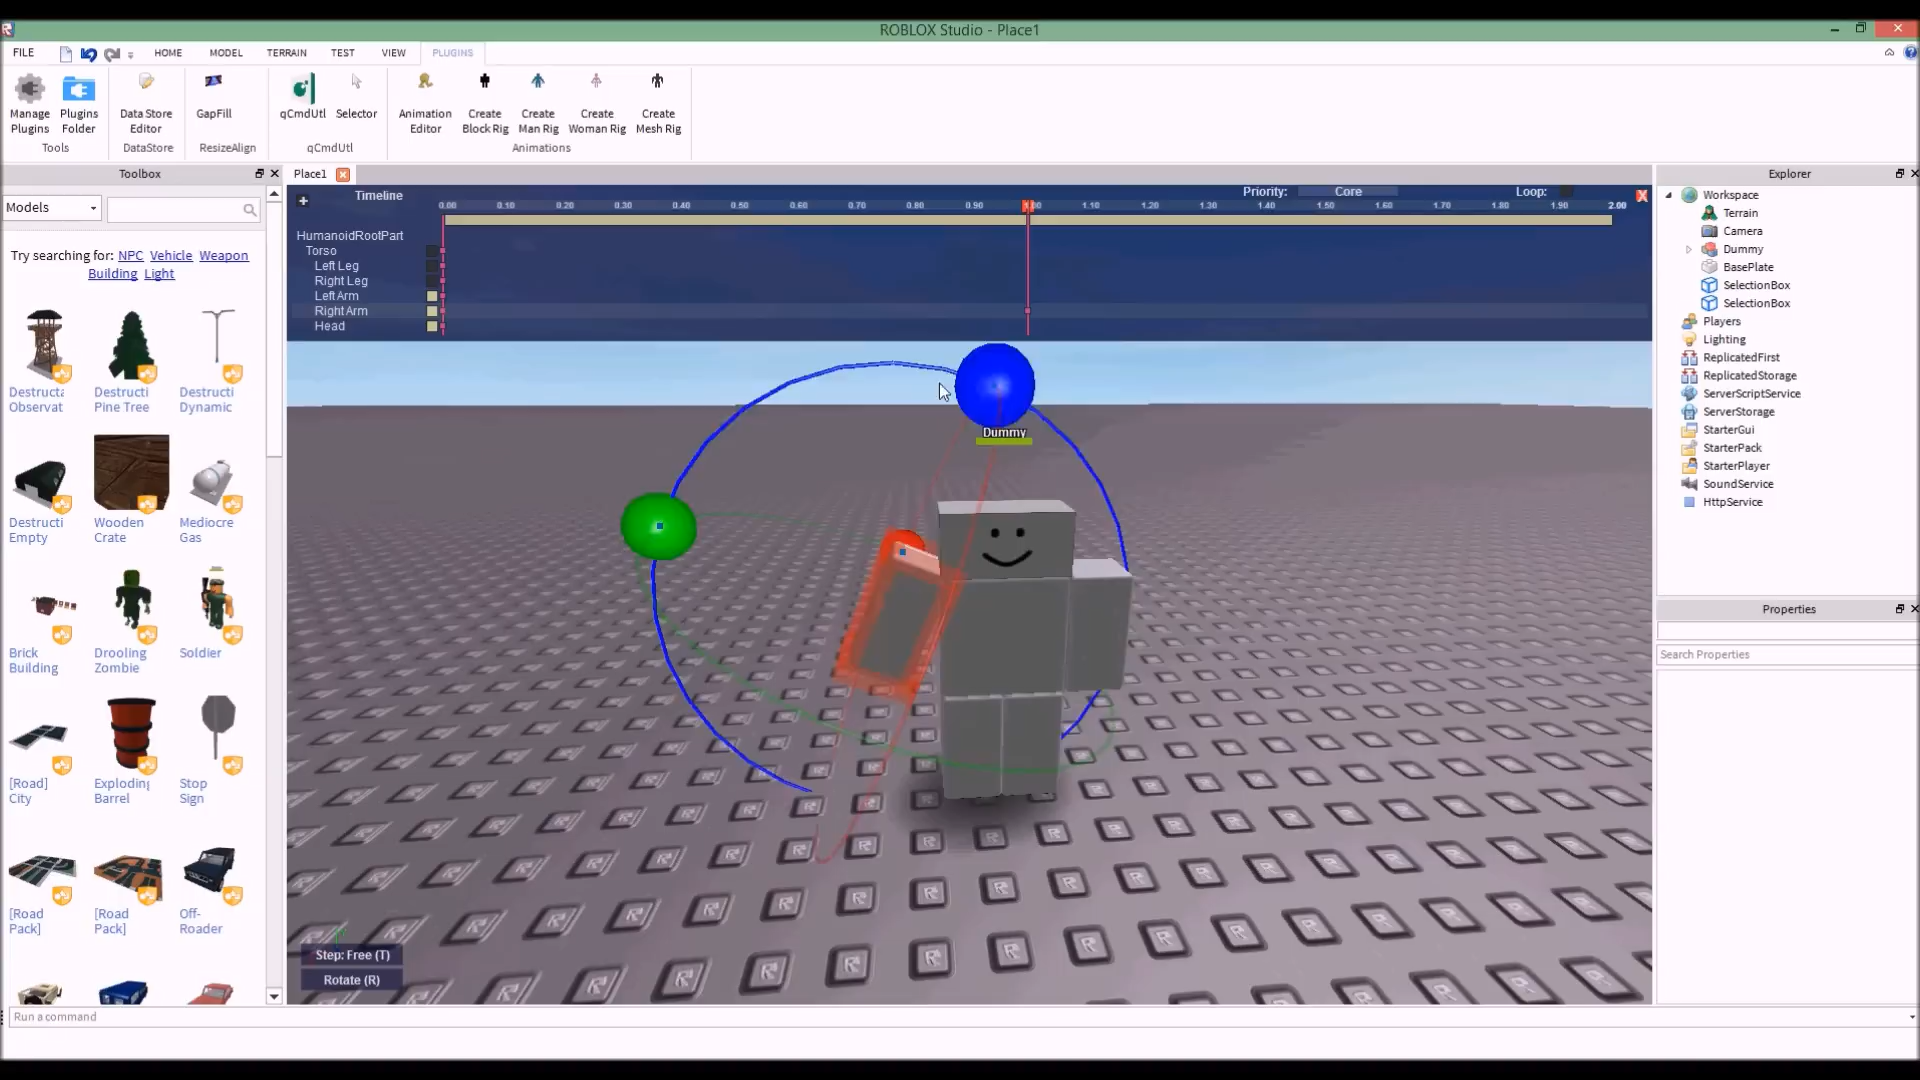 ROBLOX Studio - Place1
FILE HOME MODEL TERRAIN TEST VIEW PLUGINS
Manage Plugins
Plugins Folder
Data Store Editor
GapFill
qCmdUtl
Selector
Animation Editor
Create Block Rig
Create Man Rig
Create Woman Rig
Create Mesh Rig
Tools DataStore ResizeAlign qCmdUtl Animations
Toolbox
Models
Try searching for: NPC Vehicle Weapon
Building Light
Destructa Destructi Destructi
Observat Pine Tree Dynamic
Destructi Wooden Mediocre
Empty Crate Gas
Brick Drooling Soldier
Building Zombie
[Road] Exploding Stop
City Barrel Sign
[Road [Road Off-
Pack] Pack] Roader
Place1
Timeline
Priority: Core Loop:
0.00 0.10 0.20 0.30 0.40 0.50 0.60 0.70 0.80 0.90 1.00 1.10 1.20 1.30 1.40 1.50 1.60 1.70 1.80 1.90 2.00
HumanoidRootPart
Torso
Left Leg
Right Leg
Left Arm
Right Arm
Head
Dummy
Step: Free (T)
Rotate (R)
Explorer
Workspace
Terrain
Camera
Dummy
BasePlate
SelectionBox
SelectionBox
Players
Lighting
ReplicatedFirst
ReplicatedStorage
ServerScriptService
ServerStorage
StarterGui
StarterPack
StarterPlayer
SoundService
HttpService
Properties
Search Properties
Run a command